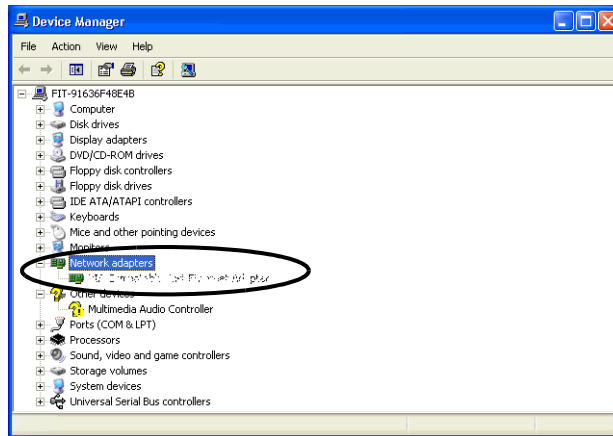 Device Manager
File Action View Help
FIT-91636F48E4B
Computer
Disk drives
Display adapters
DVD/CD-ROM drives
Floppy disk controllers
Floppy disk drives
IDE ATA/ATAPI controllers
Keyboards
Mice and other pointing devices
Monitors
Network adapters
Other devices
Multimedia Audio Controller
Ports (COM & LPT)
Processors
Sound, video and game controllers
Storage volumes
System devices
Universal Serial Bus controllers